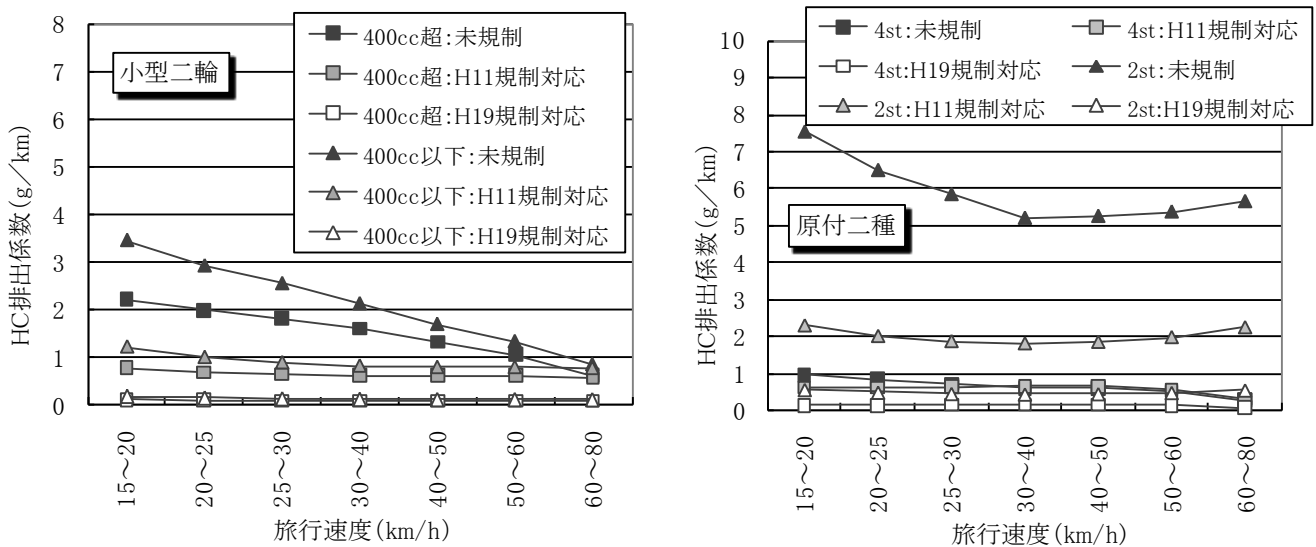 HC排出係数(g／km)
8
7
6
5
4
3
2
1
0
小型二輪
400cc超:未規制
400cc超:H11規制対応
400cc超:H19規制対応
400cc以下:未規制
400cc以下:H11規制対応
400cc以下:H19規制対応
15～20
20～25
25～30
30～40
40～50
50～60
60～80
旅行速度(km/h)
HC排出係数(g／km)
4st:未規制
4st:H11規制対応
4st:H19規制対応
2st:未規制
2st:H11規制対応
2st:H19規制対応
10
9
8
7
6
5
4
3
2
1
0
原付二種
15～20
20～25
25～30
30～40
40～50
50～60
60～80
旅行速度(km/h)